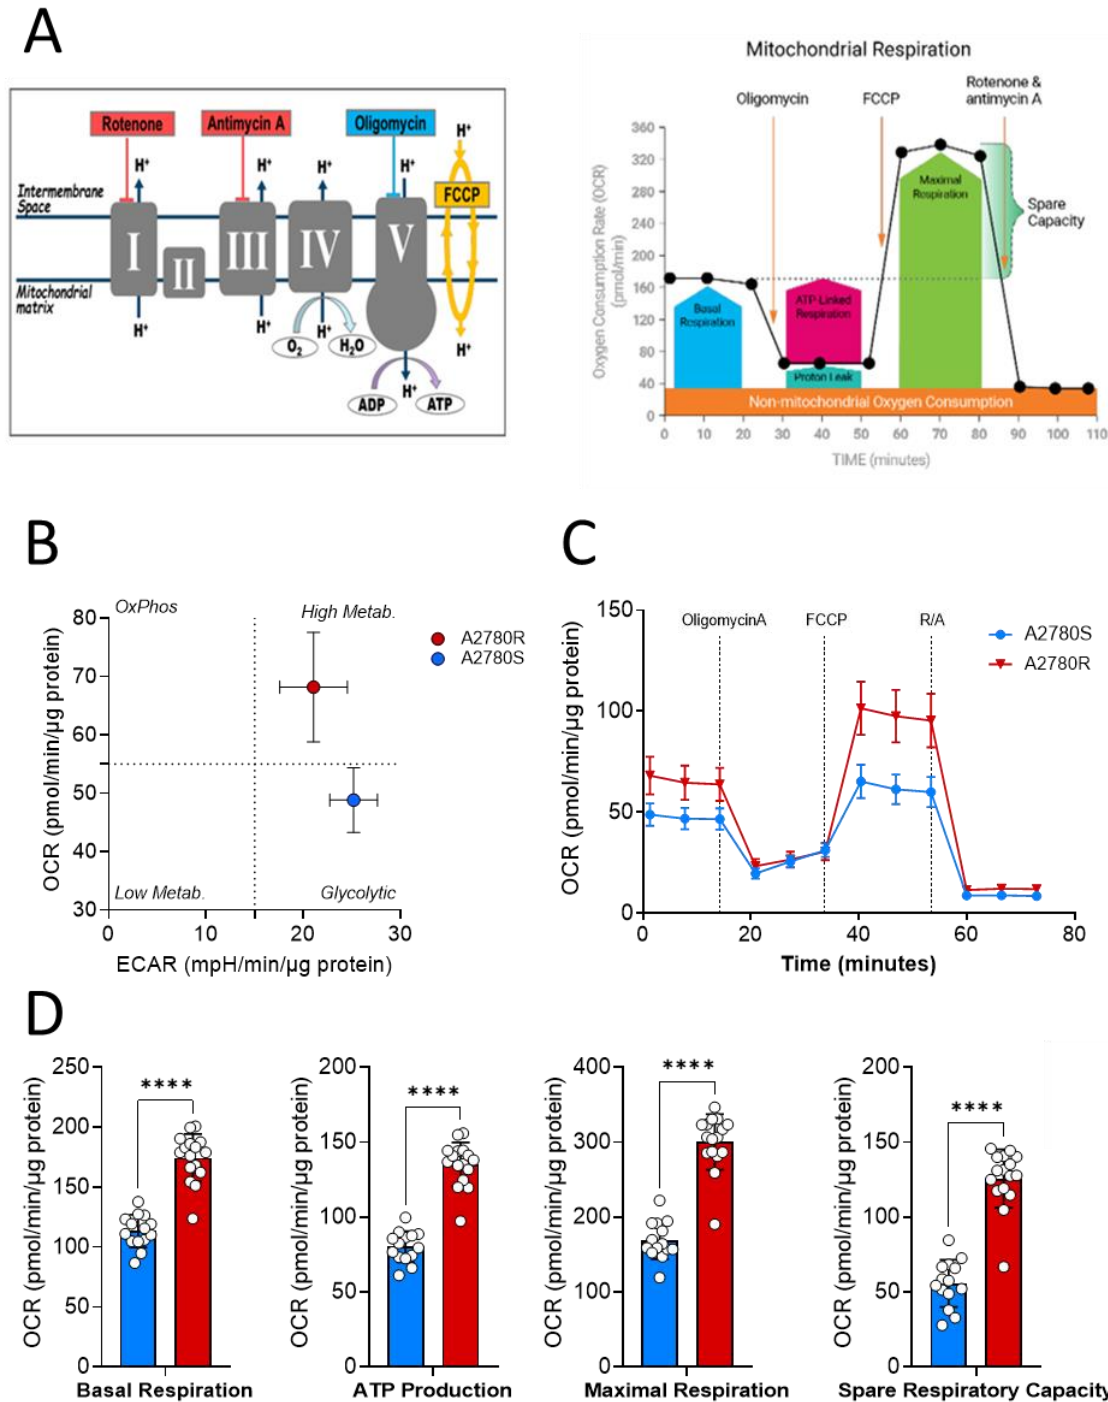 A
Rotenone
Antimycin A
Oligomycin
H⁺
H⁺
H⁺
H⁺
H⁺
FCCP
Intermembrane
Space
I
II
III
IV
V
Mitochondrial
matrix
H⁺
H⁺
H⁺
H⁺
H⁺
O₂
H₂O
ADP
ATP
Mitochondrial Respiration
Oligomycin
FCCP
Rotenone &
antimycin A
Oxygen Consumption Rate (OCR)
(pmol/min)
360
320
280
240
200
160
120
80
40
0
Basal
Respiration
ATP-Linked
Respiration
Proton Leak
Maximal
Respiration
Spare
Capacity
Non-mitochondrial Oxygen Consumption
0 10 20 30 40 50 60 70 80 90 100 110
TIME (minutes)
B
OCR (pmol/min/µg protein)
80
70
60
50
40
30
OxPhos
High Metab.
Low Metab.
Glycolytic
A2780R
A2780S
0 10 20 30
ECAR (mpH/min/µg protein)
C
OCR (pmol/min/µg protein)
150
100
50
0
OligomycinA
FCCP
R/A
A2780S
A2780R
0 20 40 60 80
Time (minutes)
D
OCR (pmol/min/µg protein)
250
200
150
100
50
0
****
Basal Respiration
OCR (pmol/min/µg protein)
200
150
100
50
0
****
ATP Production
OCR (pmol/min/µg protein)
400
300
200
100
0
****
Maximal Respiration
OCR (pmol/min/µg protein)
200
150
100
50
0
****
Spare Respiratory Capacity